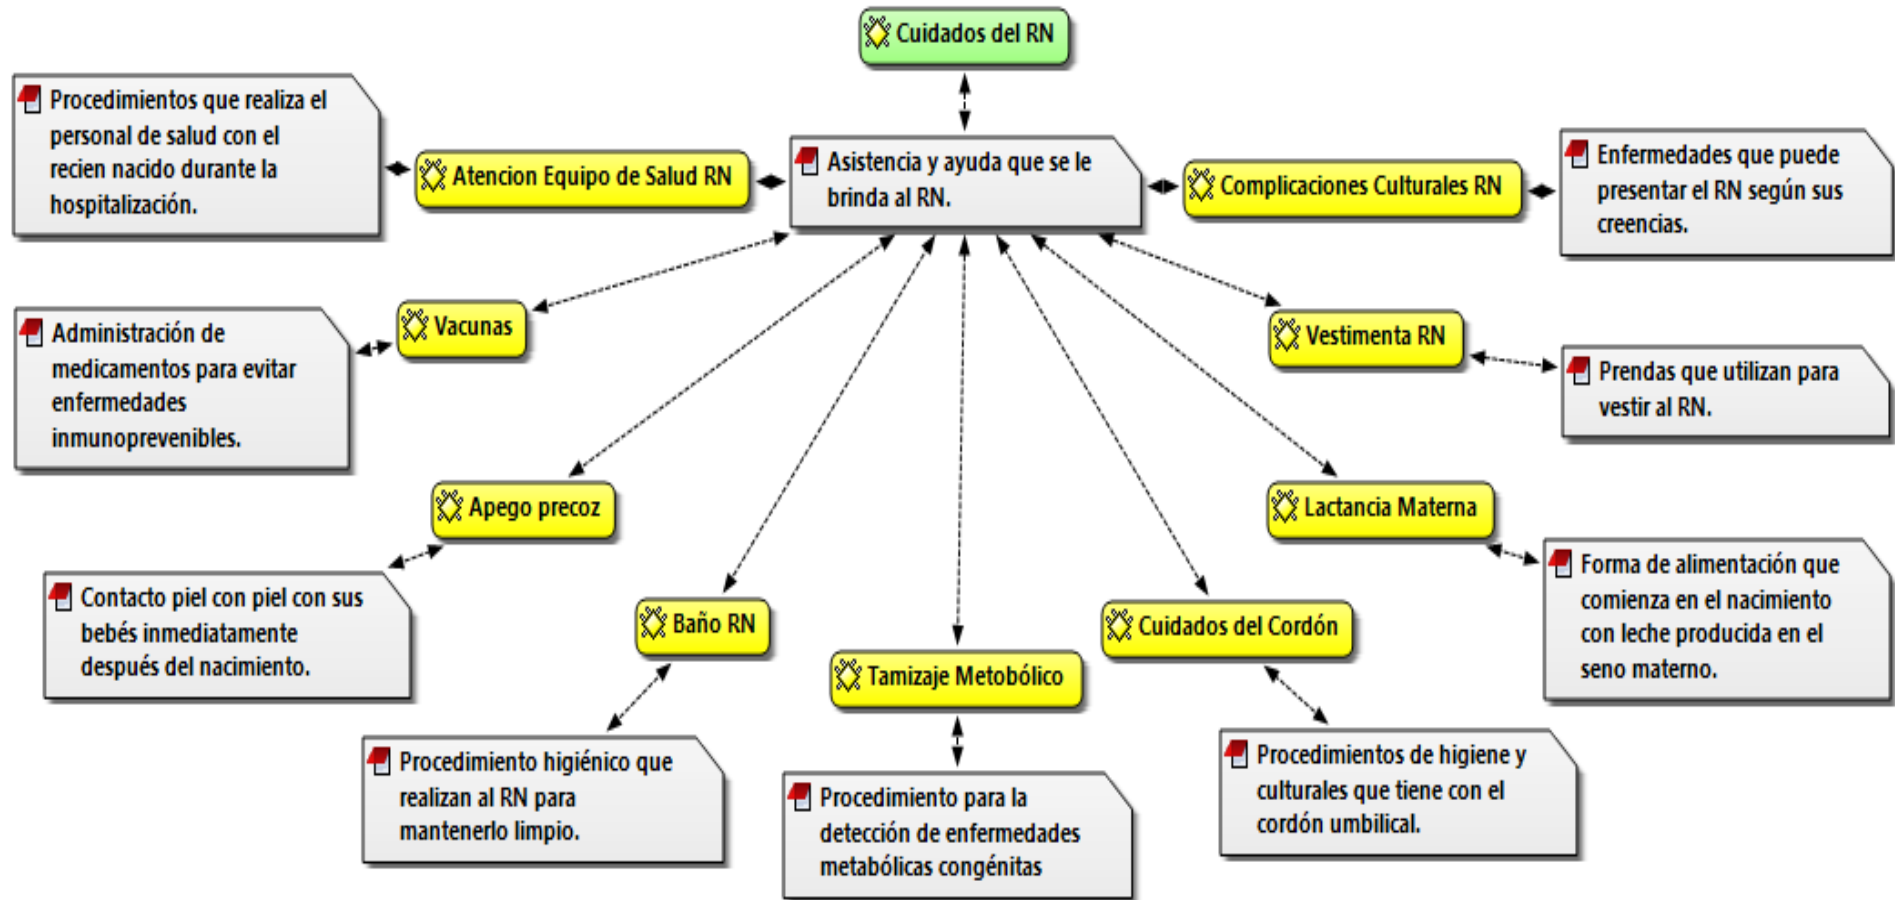 Cuidados del RN
Procedimientos que realiza el
personal de salud con el
recien nacido durante la
hospitalización.
Atencion Equipo de Salud RN
Asistencia y ayuda que se le
brinda al RN.
Complicaciones Culturales RN
Enfermedades que puede
presentar el RN según sus
creencias.
Vacunas
Administración de
medicamentos para evitar
enfermedades
inmunoprevenibles.
Vestimenta RN
Prendas que utilizan para
vestir al RN.
Apego precoz
Contacto piel con piel con sus
bebés inmediatamente
después del nacimiento.
Lactancia Materna
Forma de alimentación que
comienza en el nacimiento
con leche producida en el
seno materno.
Baño RN
Procedimiento higiénico que
realizan al RN para
mantenerlo limpio.
Tamizaje Metobólico
Procedimiento para la
detección de enfermedades
metabólicas congénitas
Cuidados del Cordón
Procedimientos de higiene y
culturales que tiene con el
cordón umbilical.